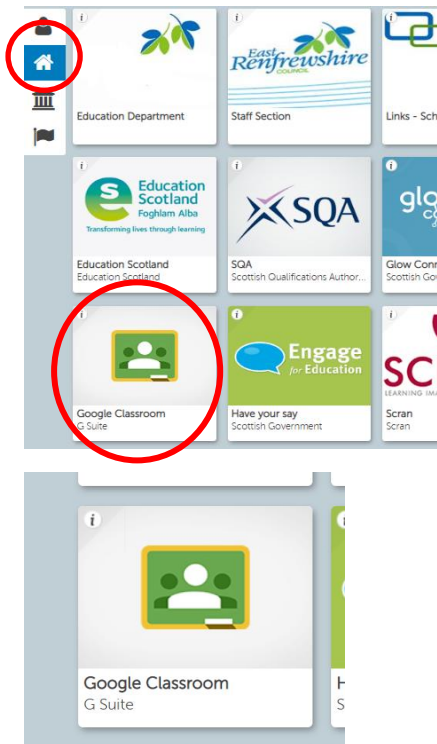 East
Renfrewshire
COUNCIL
Education Department
Staff Section
Links - Sch
Education
Scotland
Foghlam Alba
Transforming lives through learning
SQA
glo
Education Scotland
Education Scotland
SQA
Scottish Qualifications Author...
Glow Conn
Scottish Go
Engage
for Education
SC
LEARNING IMA
Google Classroom
G Suite
Have your say
Scottish Government
Scran
Scran
Google Classroom
G Suite
H
S